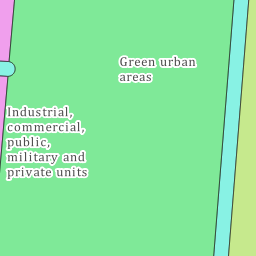 Green urban
areas
Industrial,
commercial,
public,
military and
private units